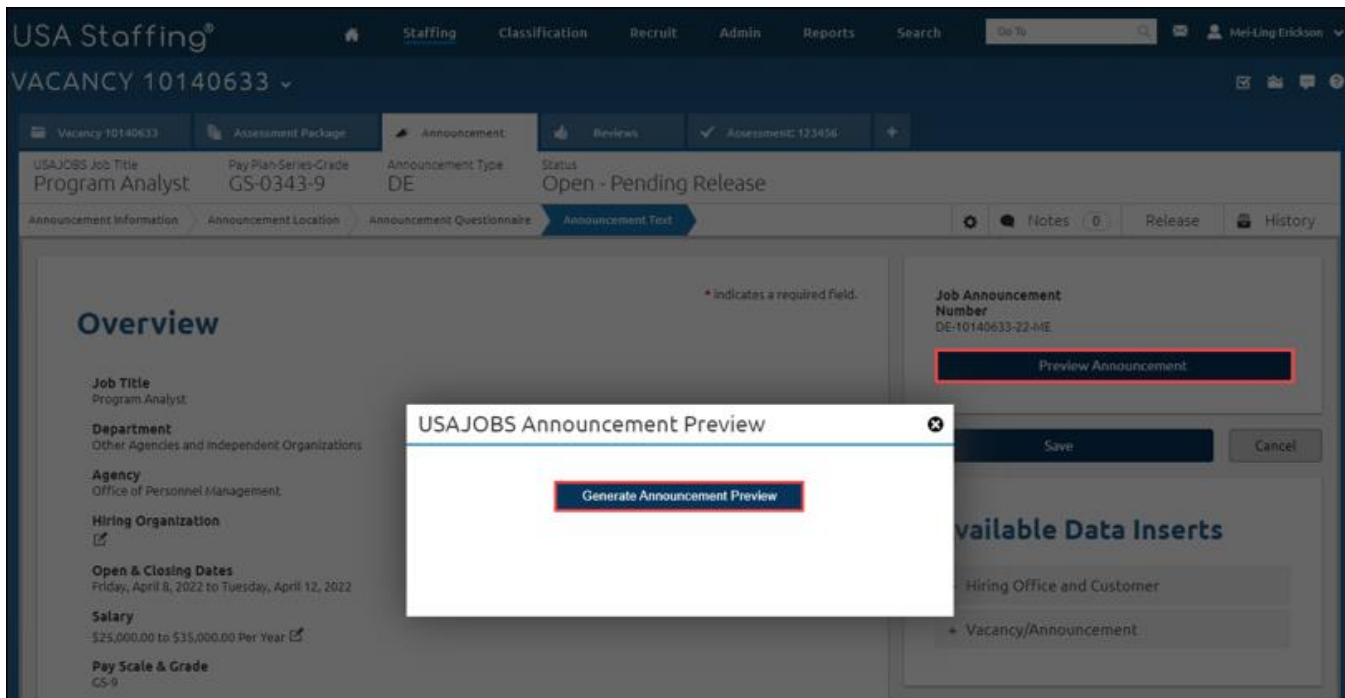 USA Staffing®
Staffing
Classification
Recruit
Admin
Reports
Search
Go To
Mei-Ling Erickson
VACANCY 10140633
Vacancy 10140633
Assessment Package
Announcement
Reviews
Assessment: 123456
+
USAJOBS Job Title
Pay Plan-Series-Grade
Announcement Type
Status
Program Analyst
GS-0343-9
DE
Open - Pending Release
Announcement Information
Announcement Location
Announcement Questionnaire
Announcement Text
Notes 0
Release
History
* indicates a required field.
Overview
Job Title
Program Analyst
Department
Other Agencies and Independent Organizations
Agency
Office of Personnel Management
Hiring Organization
Open & Closing Dates
Friday, April 8, 2022 to Tuesday, April 12, 2022
Salary
$25,000.00 to $35,000.00 Per Year
Pay Scale & Grade
GS-9
USAJOBS Announcement Preview
Generate Announcement Preview
Job Announcement
Number
DE-10140633-22-ME
Preview Announcement
Save
Cancel
vailable Data Inserts
Hiring Office and Customer
+ Vacancy/Announcement